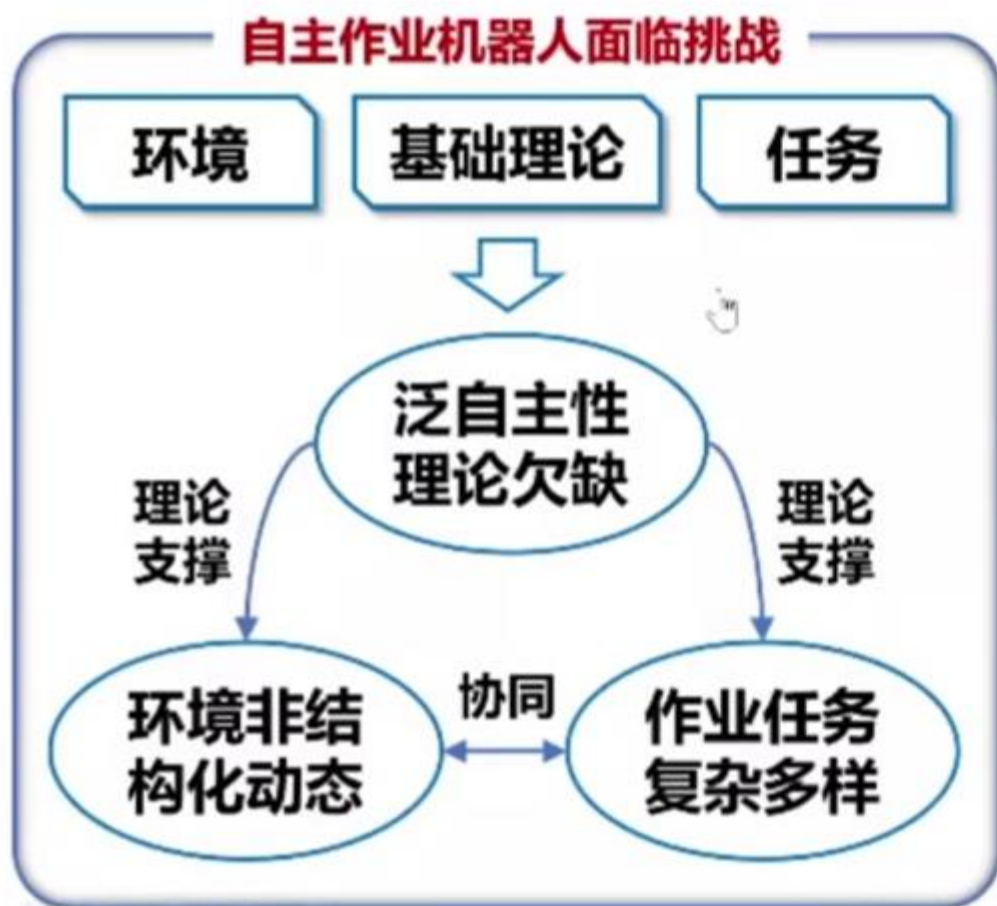 自主作业机器人面临挑战
环境
基础理论
任务
泛自主性
理论欠缺
理论
支撑
理论
支撑
环境非结
构化动态
协同
作业任务
复杂多样